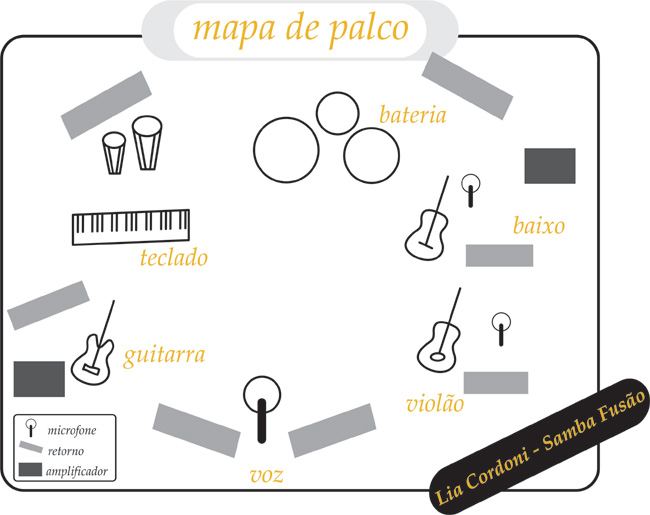 mapa de palco
bateria
baixo
teclado
guitarra
violão
voz
microfone
retorno
amplificador
Lia Cordoni - Samba Fusão